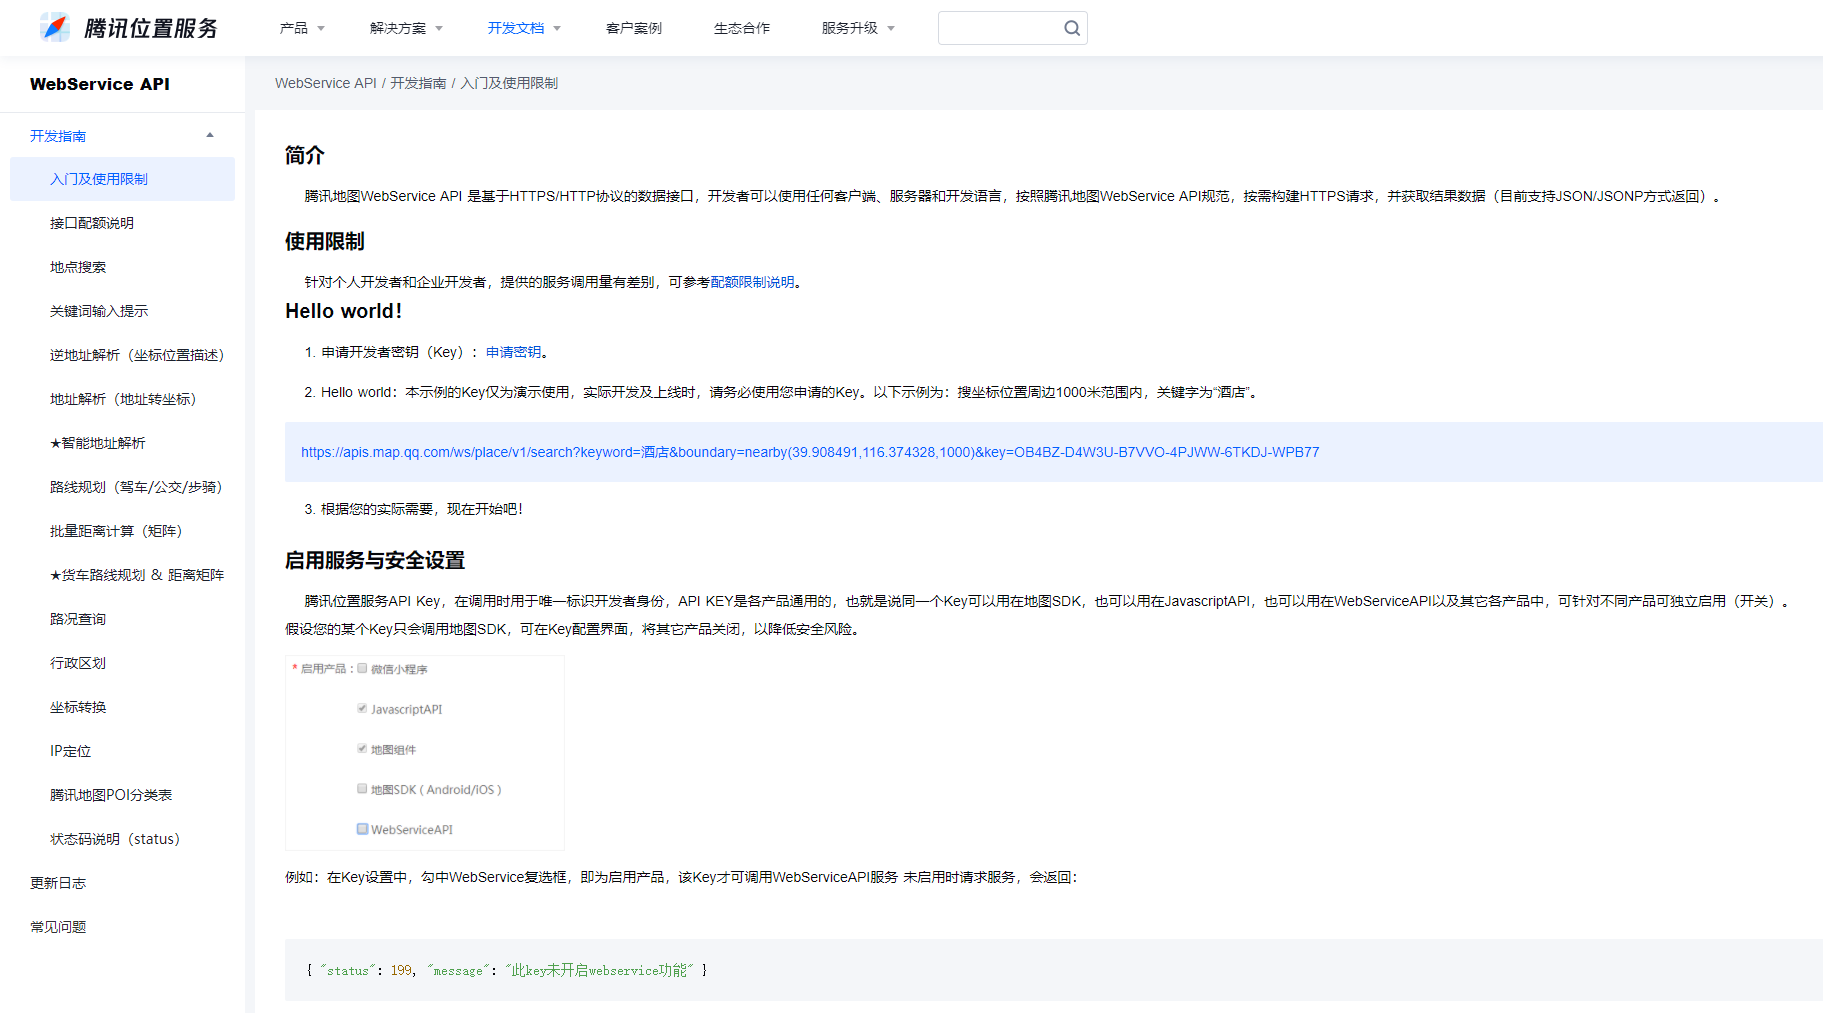 腾讯位置服务
产品
解决方案
开发文档
客户案例
生态合作
服务升级
WebService API
开发指南
入门及使用限制
接口配额说明
地点搜索
关键词输入提示
逆地址解析（坐标位置描述）
地址解析（地址转坐标）
★智能地址解析
路线规划（驾车/公交/步骑）
批量距离计算（矩阵）
★货车路线规划 & 距离矩阵
路况查询
行政区划
坐标转换
IP定位
腾讯地图POI分类表
状态码说明（status）
更新日志
常见问题
WebService API / 开发指南 / 入门及使用限制
简介
腾讯地图WebService API 是基于HTTPS/HTTP协议的数据接口，开发者可以使用任何客户端、服务器和开发语言，按照腾讯地图WebService API规范，按需构建HTTPS请求，并获取结果数据（目前支持JSON/JSONP方式返回）。
使用限制
针对个人开发者和企业开发者，提供的服务调用量有差别，可参考配额限制说明。
Hello world！
1. 申请开发者密钥（Key）：申请密钥。
2. Hello world：本示例的Key仅为演示使用，实际开发及上线时，请务必使用您申请的Key。以下示例为：搜坐标位置周边1000米范围内，关键字为“酒店”。
https://apis.map.qq.com/ws/place/v1/search?keyword=酒店&boundary=nearby(39.908491,116.374328,1000)&key=OB4BZ-D4W3U-B7VVO-4PJWW-6TKDJ-WPB77
3. 根据您的实际需要，现在开始吧！
启用服务与安全设置
腾讯位置服务API Key，在调用时用于唯一标识开发者身份，API KEY是各产品通用的，也就是说同一个Key可以用在地图SDK，也可以用在JavascriptAPI，也可以用在WebServiceAPI以及其它各产品中，可针对不同产品可独立启用（开关）。
假设您的某个Key只会调用地图SDK，可在Key配置界面，将其它产品关闭，以降低安全风险。
* 启用产品： 微信小程序
JavascriptAPI
地图组件
地图SDK ( Android/iOS )
WebServiceAPI
例如：在Key设置中，勾中WebService复选框，即为启用产品，该Key才可调用WebServiceAPI服务 未启用时请求服务，会返回：
{ "status": 199, "message": "此key未开启webservice功能" }